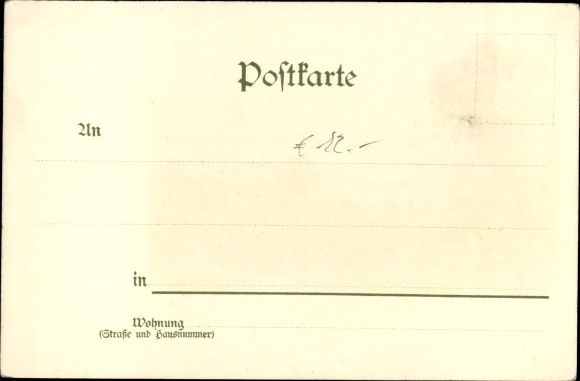 Poſtkarte
An
€ 12.-
in
Wohnung
(Straße und Hausnummer)